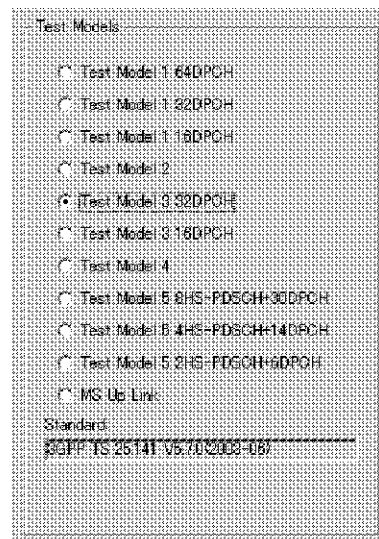 Test Models
Test Model 1 64DPCH
Test Model 1 32DPCH
Test Model 1 16DPCH
Test Model 2
Test Model 3 32DPCH
Test Model 3 16DPCH
Test Model 4
Test Model 5 8HS-PDSCH+30DPCH
Test Model 5 4HS-PDSCH+14DPCH
Test Model 5 2HS-PDSCH+6DPCH
MS Up Link
Standard
3GPP TS 25.141 V5.7.0(2003-06)